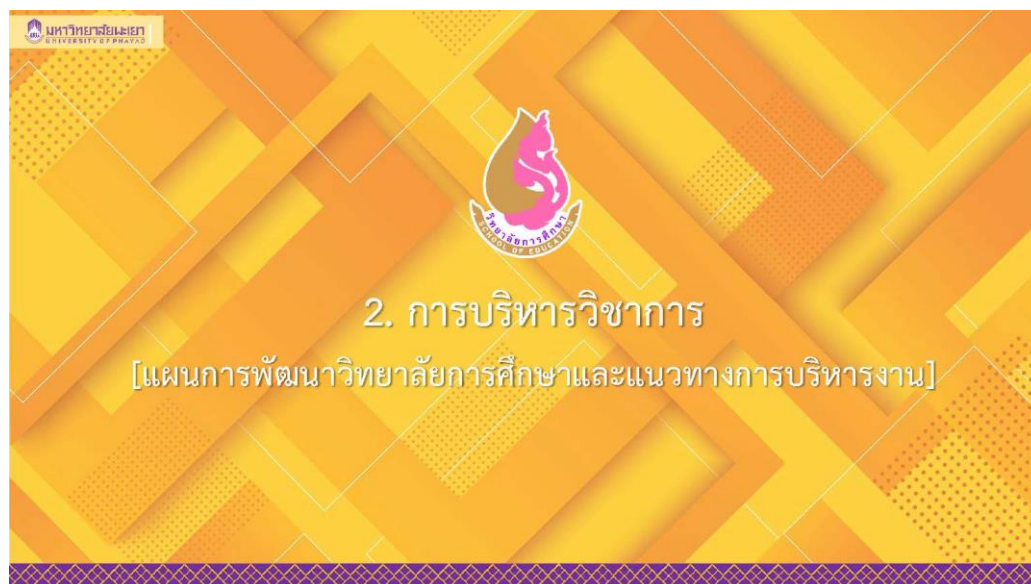 มหาวิทยาลัยพะเยา
UNIVERSITY OF PHAYAO
วิทยาลัยการศึกษา
SCHOOL OF EDUCATION
2. การบริหารวิชาการ
[แผนการพัฒนาวิทยาลัยการศึกษาและแนวทางการบริหารงาน]